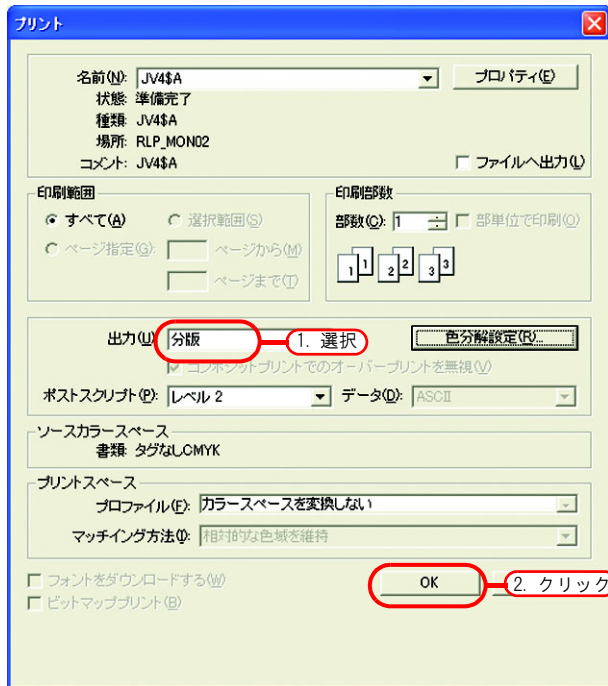 プリント
名前(N): JV4$A プロパティ(E)
状態: 準備完了
種類: JV4$A
場所: RLP_MON02
コメント: JV4$A ファイルへ出力(L)
印刷範囲
すべて(A) 選択範囲(S)
ページ指定(G): ページから(M)
ページまで(T)
印刷部数
部数(C): 1 部単位で印刷(O)
1 1 2 2 3 3
出力(U): 分版 1. 選択 色分解設定(R)...
コンポジットプリントでのオーバープリントを無視(V)
ポストスクリプト(P): レベル 2 データ(D): ASCII
ソースカラースペース
書類: タグなしCMYK
プリントスペース
プロファイル(F): カラースペースを変換しない
マッチイング方法(I): 相対的な色域を維持
フォントをダウンロードする(W)
ビットマッププリント(B)
OK 2. クリック